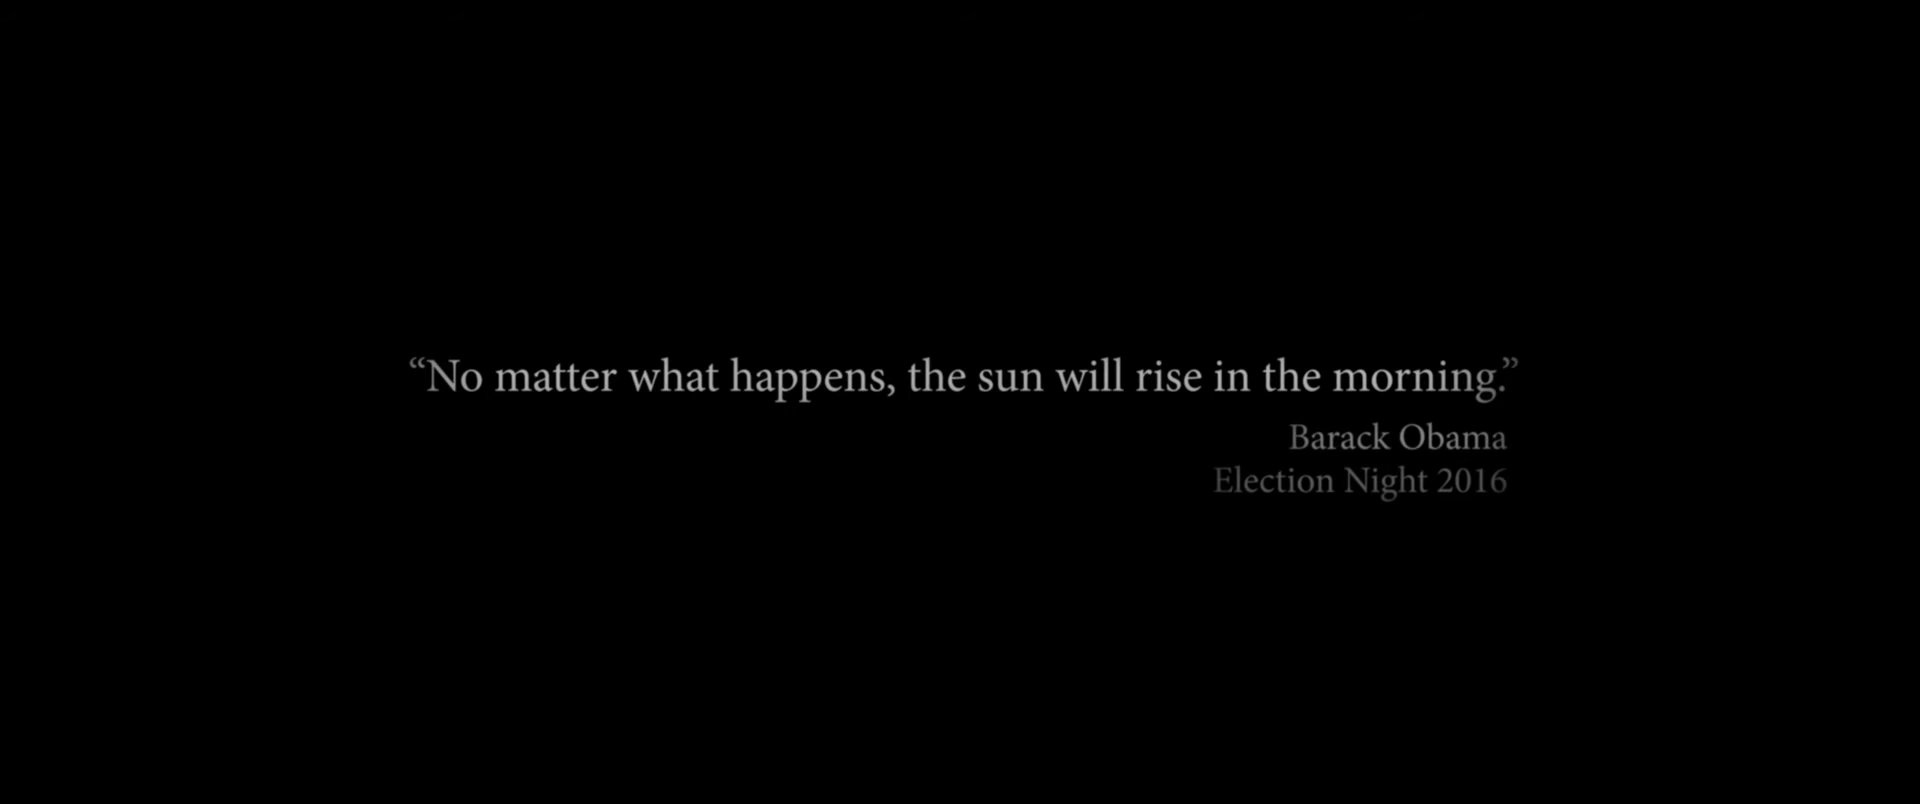 “No matter what happens, the sun will rise in the morning.”
Barack Obama
Election Night 2016